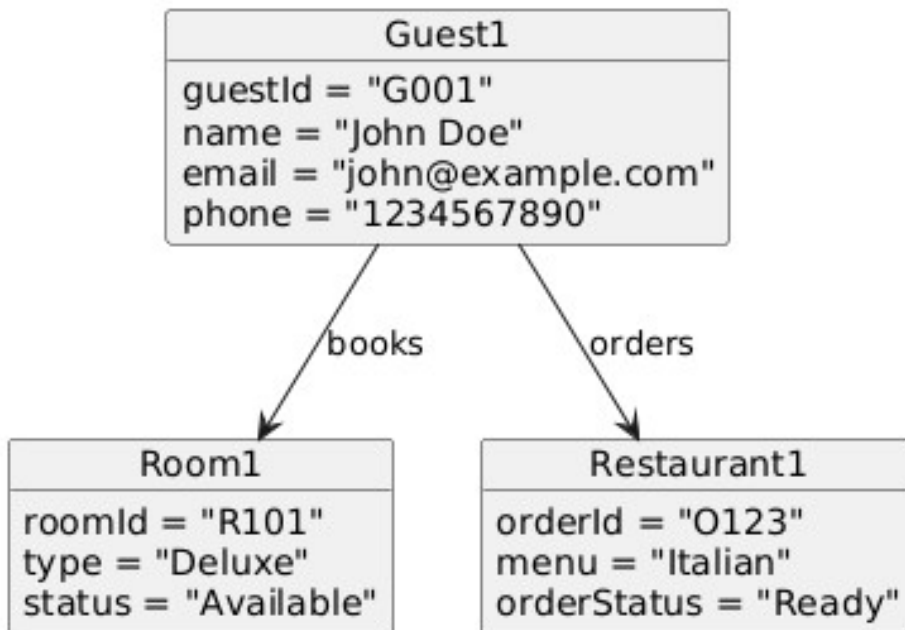 Guest1
guestId = "G001"
name = "John Doe"
email = "john@example.com"
phone = "1234567890"
books
orders
Room1
roomId = "R101"
type = "Deluxe"
status = "Available"
Restaurant1
orderId = "O123"
menu = "Italian"
orderStatus = "Ready"